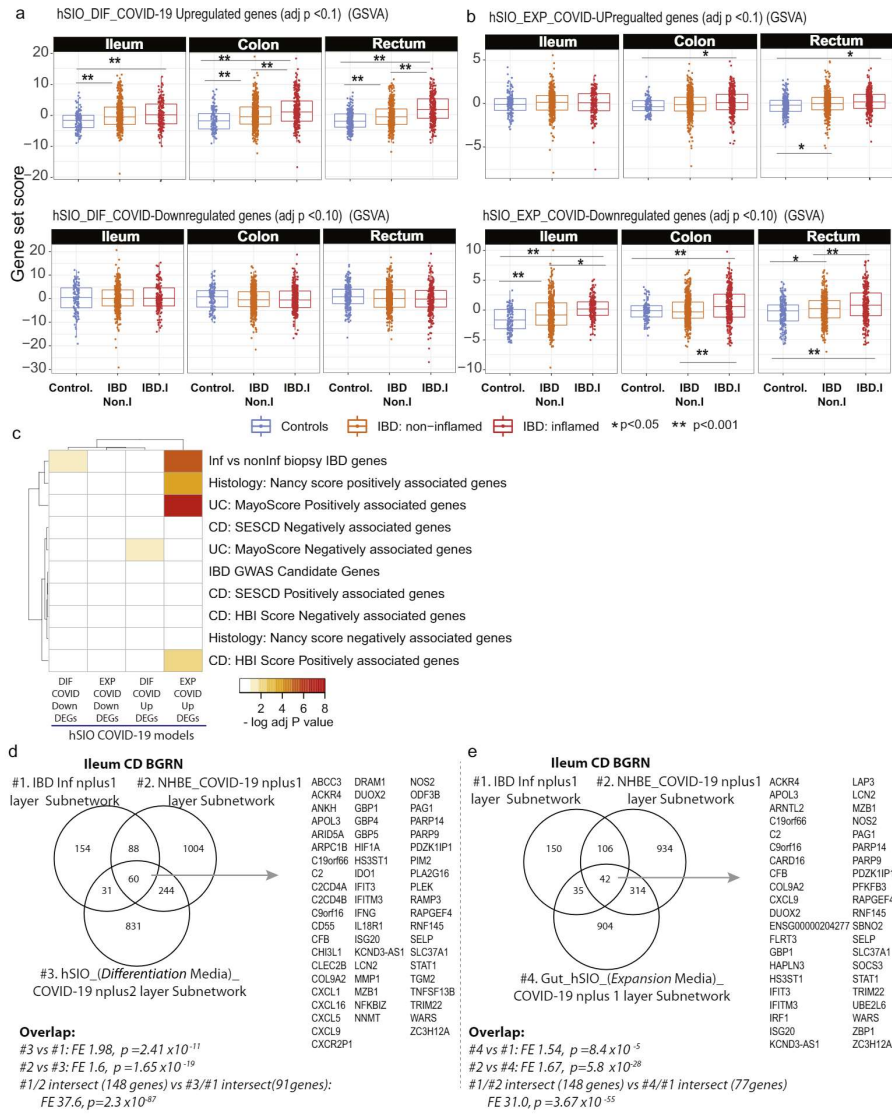 a
hSIO_DIF_COVID-19 Upregulated genes (adj p <0.1) (GSVA)
Ileum
Colon
Rectum
20
10
0
−10
−20
**
**
**
**
**
**
**
**
Gene set score
hSIO_DIF_COVID-Downregulated genes (adj p <0.10) (GSVA)
Ileum
Colon
Rectum
20
10
0
−10
−20
−30
Control. IBD IBD.I Control. IBD IBD.I Control. IBD IBD.I
Non.I Non.I Non.I
b
hSIO_EXP_COVID-UPregualted genes (adj p <0.1) (GSVA)
Ileum
Colon
Rectum
5
0
−5
*
*
*
hSIO_EXP_COVID-Downregulated genes (adj p <0.10) (GSVA)
Ileum
Colon
Rectum
10
5
0
−5
−10
**
**
*
**
**
*
**
**
Control. IBD IBD.I Control. IBD IBD.I Control. IBD IBD.I
Non.I Non.I Non.I
Controls IBD: non-inflamed IBD: inflamed *p<0.05 ** p<0.001
c
Inf vs nonInf biopsy IBD genes
Histology: Nancy score positively associated genes
UC: MayoScore Positively associated genes
CD: SESCD Negatively associated genes
UC: MayoScore Negatively associated genes
IBD GWAS Candidate Genes
CD: SESCD Positively associated genes
CD: HBI Score Negatively associated genes
Histology: Nancy score negatively associated genes
CD: HBI Score Positively associated genes
DIF EXP DIF EXP
COVID COVID COVID COVID
Down Down Up Up
DEGs DEGs DEGs DEGs
hSIO COVID-19 models
2 4 6 8
- log adj P value
d
Ileum CD BGRN
#1. IBD Inf nplus1
layer Subnetwork
#2. NHBE_COVID-19 nplus1
layer Subnetwork
154
88
1004
60
31
244
831
#3. hSIO_(Differentiation Media)_
COVID-19 nplus2 layer Subnetwork
Overlap:
#3 vs #1: FE 1.98, p =2.41 x10 -11
#2 vs #3: FE 1.6, p =1.65 x10 -19
#1/2 intersect (148 genes) vs #3/#1 intersect(91genes):
FE 37.6, p=2.3 x10-87
ABCC3 DRAM1 NOS2
ACKR4 DUOX2 ODF3B
ANKH GBP1 PAG1
APOL3 GBP4 PARP14
ARID5A GBP5 PARP9
ARPC1B HIF1A PDZK1IP1
C19orf66 HS3ST1 PIM2
C2 IDO1 PLA2G16
C2CD4A IFIT3 PLEK
C2CD4B IFITM3 RAMP3
C9orf16 IFNG RAPGEF4
CD55 IL18R1 RNF145
CFB ISG20 SELP
CHI3L1 KCND3-AS1 SLC37A1
CLEC2B LCN2 STAT1
COL9A2 MMP1 TGM2
CXCL1 MZB1 TNFSF13B
CXCL16 NFKBIZ TRIM22
CXCL5 NNMT WARS
CXCL9 ZC3H12A
CXCR2P1
e
Ileum CD BGRN
#1. IBD Inf nplus1
layer Subnetwork
#2. NHBE_COVID-19 nplus1
layer Subnetwork
150
106
934
42
35
314
904
#4. Gut_hSIO_(Expansion Media)_
COVID-19 nplus 1 layer Subnetwork
Overlap:
#4 vs #1: FE 1.54, p =8.4 x10 -5
#2 vs #4: FE 1.67, p =5.8 x10-28
#1/#2 intersect (148 genes) vs #4/#1 intersect (77genes)
FE 31.0, p=3.67 x10-55
ACKR4 LAP3
APOL3 LCN2
ARNTL2 MZB1
C19orf66 NOS2
C2 PAG1
C9orf16 PARP14
CARD16 PARP9
CFB PDZK1IP1
COL9A2 PFKFB3
CXCL9 RAPGEF4
DUOX2 RNF145
ENSG00000204277 SBNO2
FLRT3 SELP
GBP1 SLC37A1
HAPLN3 SOCS3
HS3ST1 STAT1
IFIT3 TRIM22
IFITM3 UBE2L6
IRF1 WARS
ISG20 ZBP1
KCND3-AS1 ZC3H12A